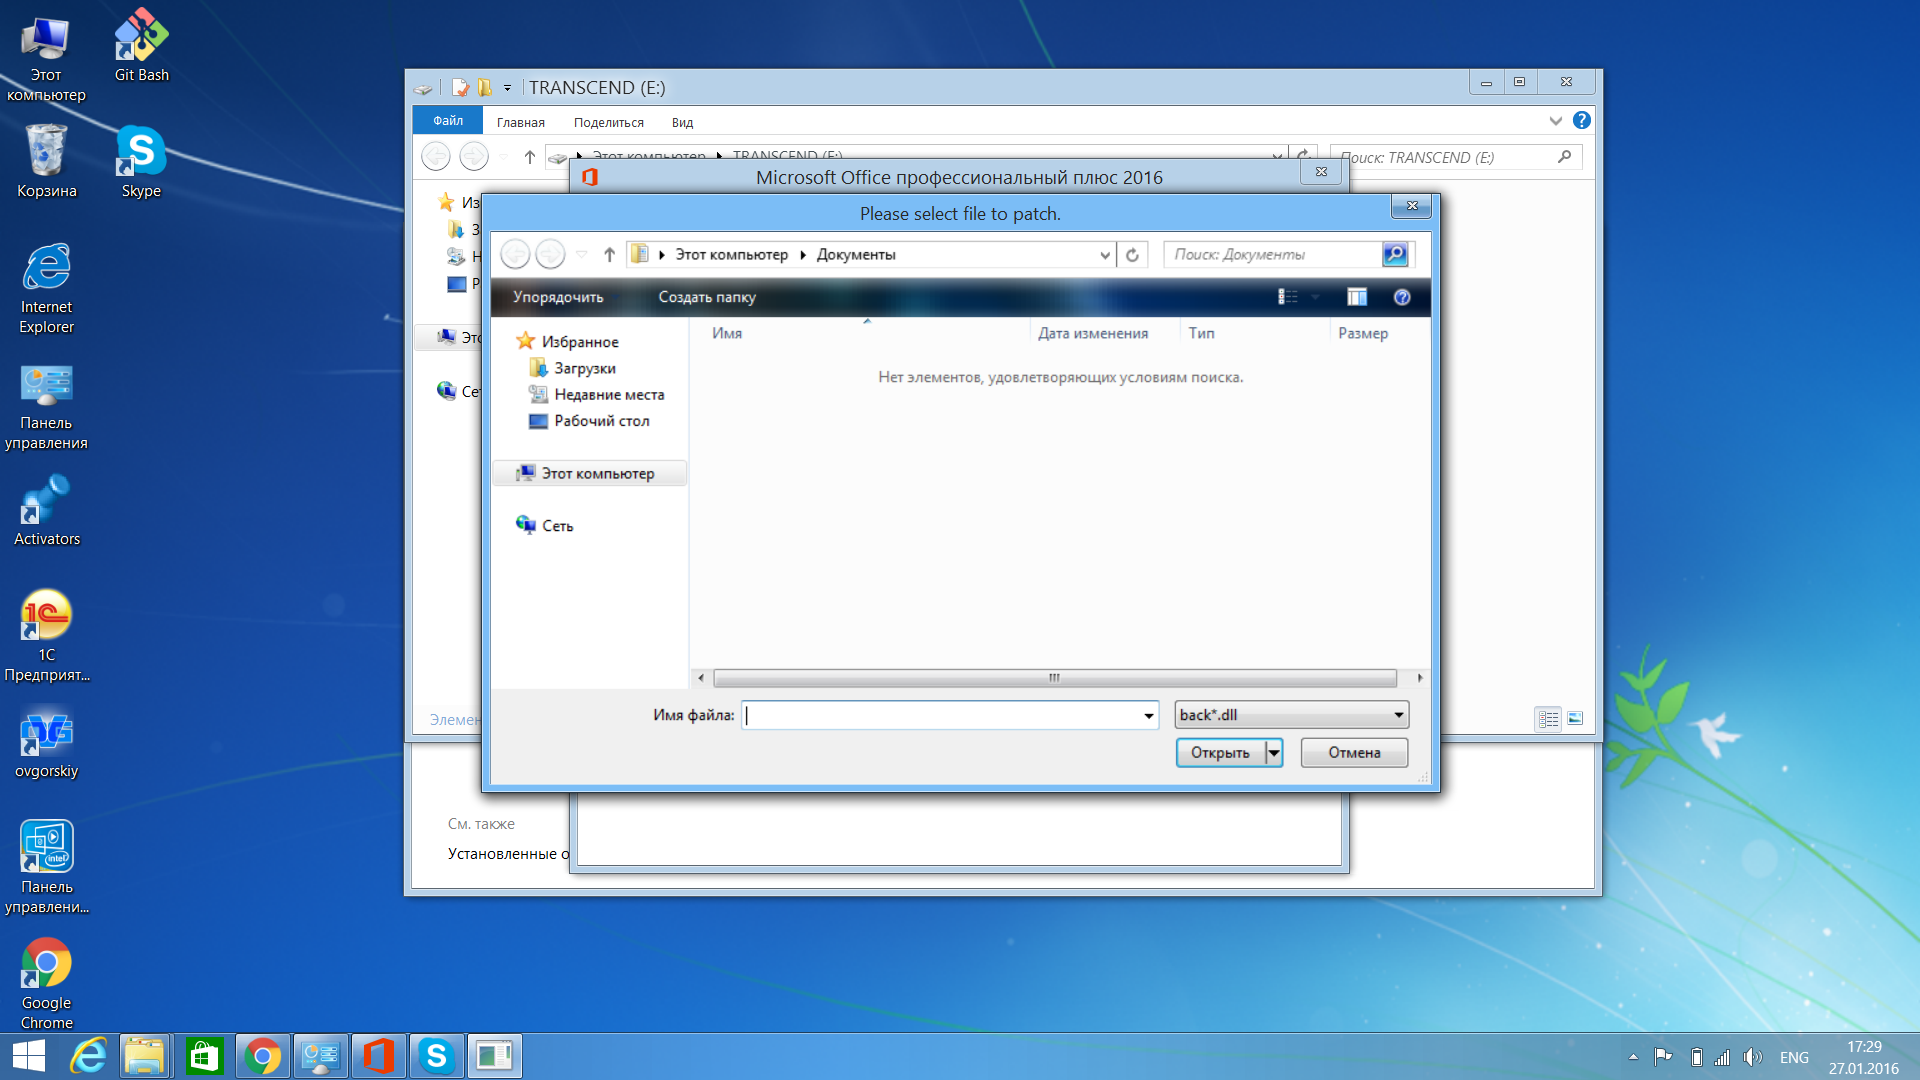 Этот
компьютер
Git Bash
Корзина
Skype
Internet
Explorer
Панель
управления
Activators
1С
Предприят...
ovgorskiy
Панель
управлени...
Google
Chrome
TRANSCEND (E:)
Файл
Главная
Поделиться
Вид
Этот компьютер
TRANSCEND (E:)
Поиск: TRANSCEND (E:)
Microsoft Office профессиональный плюс 2016
Please select file to patch.
Этот компьютер
Документы
Поиск: Документы
Упорядочить
Создать папку
Имя
Дата изменения
Тип
Размер
Избранное
Загрузки
Недавние места
Рабочий стол
Этот компьютер
Сеть
Нет элементов, удовлетворяющих условиям поиска.
Имя файла:
back*.dll
Открыть
Отмена
См. также
Установленные о
ENG
17:29
27.01.2016